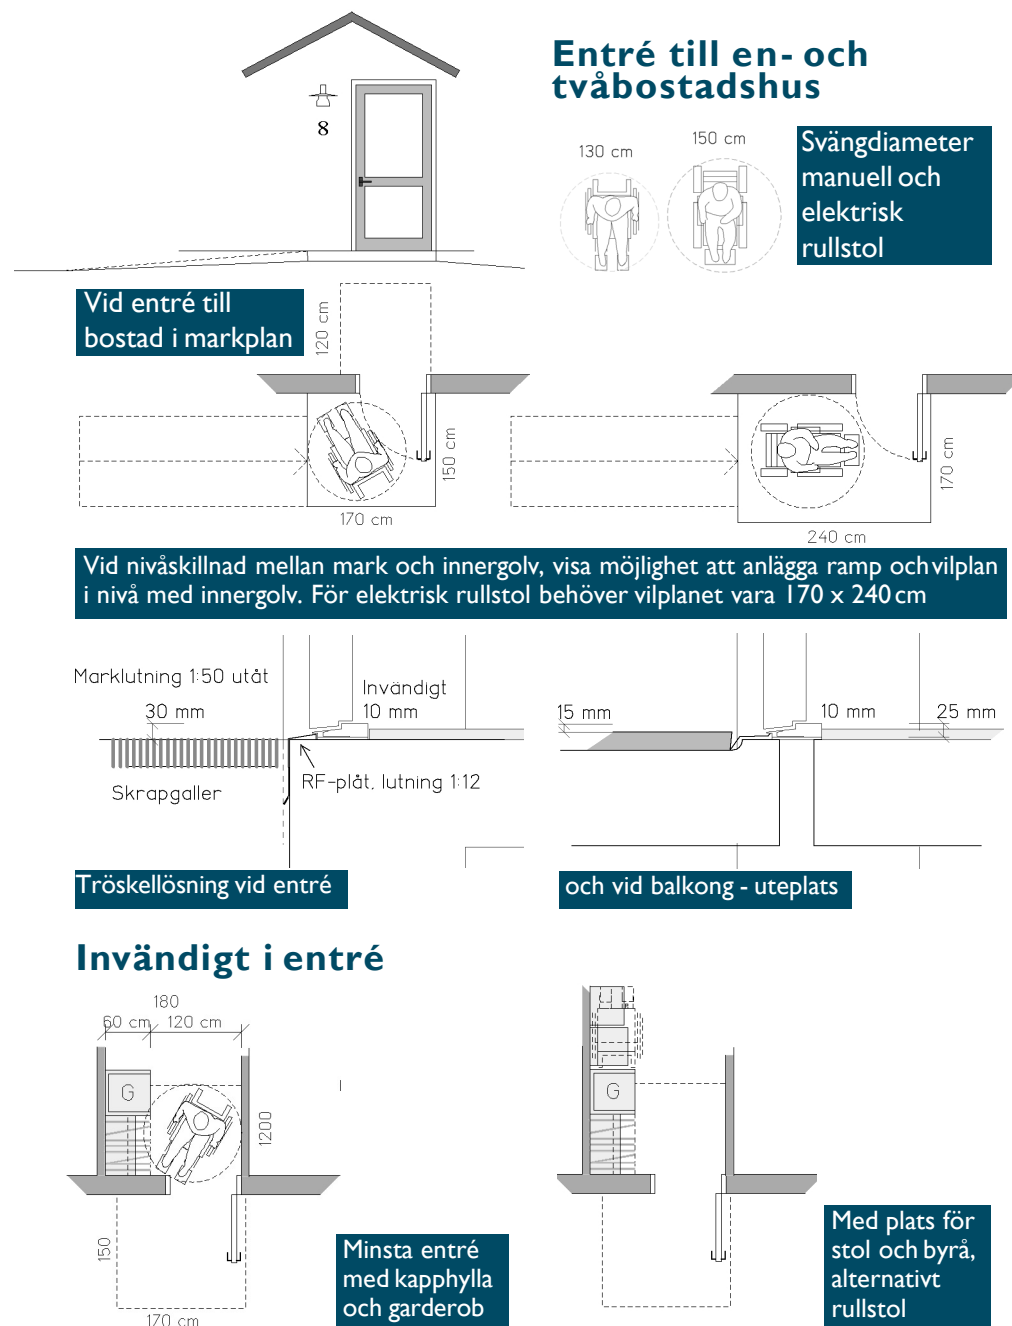 Entré till en- och
tvåbostadshus
8
130 cm
150 cm
Svängdiameter
manuell och
elektrisk
rullstol
Vid entré till
bostad i markplan
120 cm
150 cm
170 cm
170 cm
240 cm
Vid nivåskillnad mellan mark och innergolv, visa möjlighet att anlägga ramp och vilplan
i nivå med innergolv. För elektrisk rullstol behöver vilplanet vara 170 x 240 cm
Marklutning 1:50 utåt
30 mm
Invändigt
10 mm
Skrapgaller
RF-plåt, lutning 1:12
15 mm
10 mm
25 mm
Tröskellösning vid entré
och vid balkong - uteplats
Invändigt i entré
180
60 cm
120 cm
G
1200
150
170 cm
Minsta entré
med kapphylla
och garderob
G
Med plats för
stol och byrå,
alternativt
rullstol